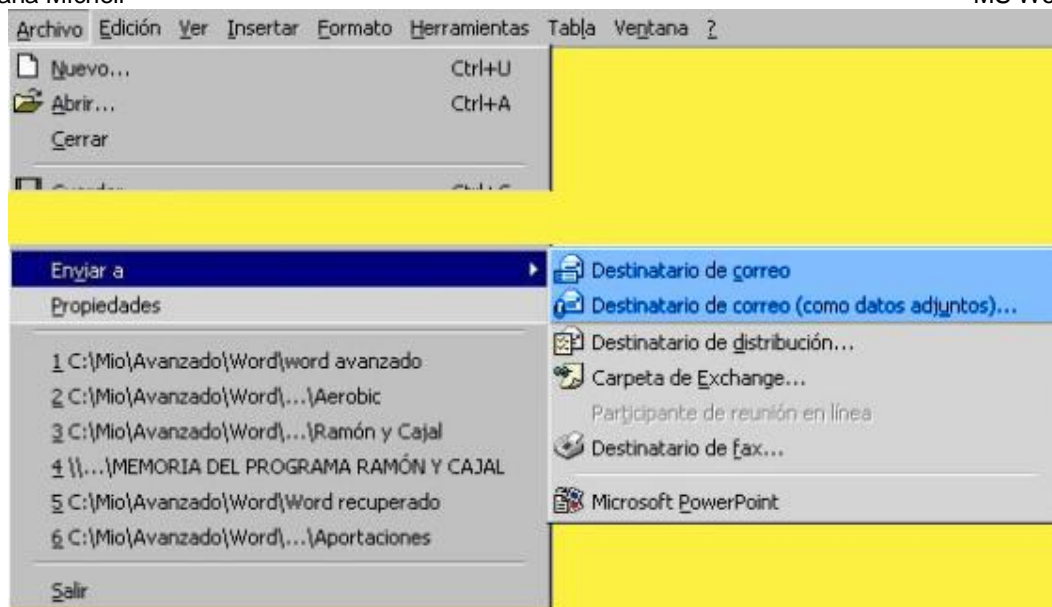 Archivo Edición Ver Insertar Formato Herramientas Tabla Ventana ?
Nuevo... Ctrl+U
Abrir... Ctrl+A
Cerrar
Enviar a
Propiedades
1 C:\Mio\Avanzado\Word\word avanzado
2 C:\Mio\Avanzado\Word\...\Aerobic
3 C:\Mio\Avanzado\Word\...\Ramón y Cajal
4 \\...\MEMORIA DEL PROGRAMA RAMÓN Y CAJAL
5 C:\Mio\Avanzado\Word\Word recuperado
6 C:\Mio\Avanzado\Word\...\Aportaciones
Salir
Destinatario de correo
Destinatario de correo (como datos adjuntos)...
Destinatario de distribución...
Carpeta de Exchange...
Participante de reunión en línea
Destinatario de fax...
Microsoft PowerPoint